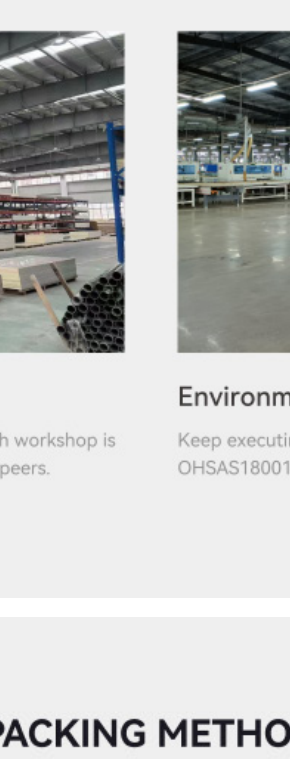 Environm
h workshop is
peers.
Keep executi
OHSAS18001
PACKING METHO